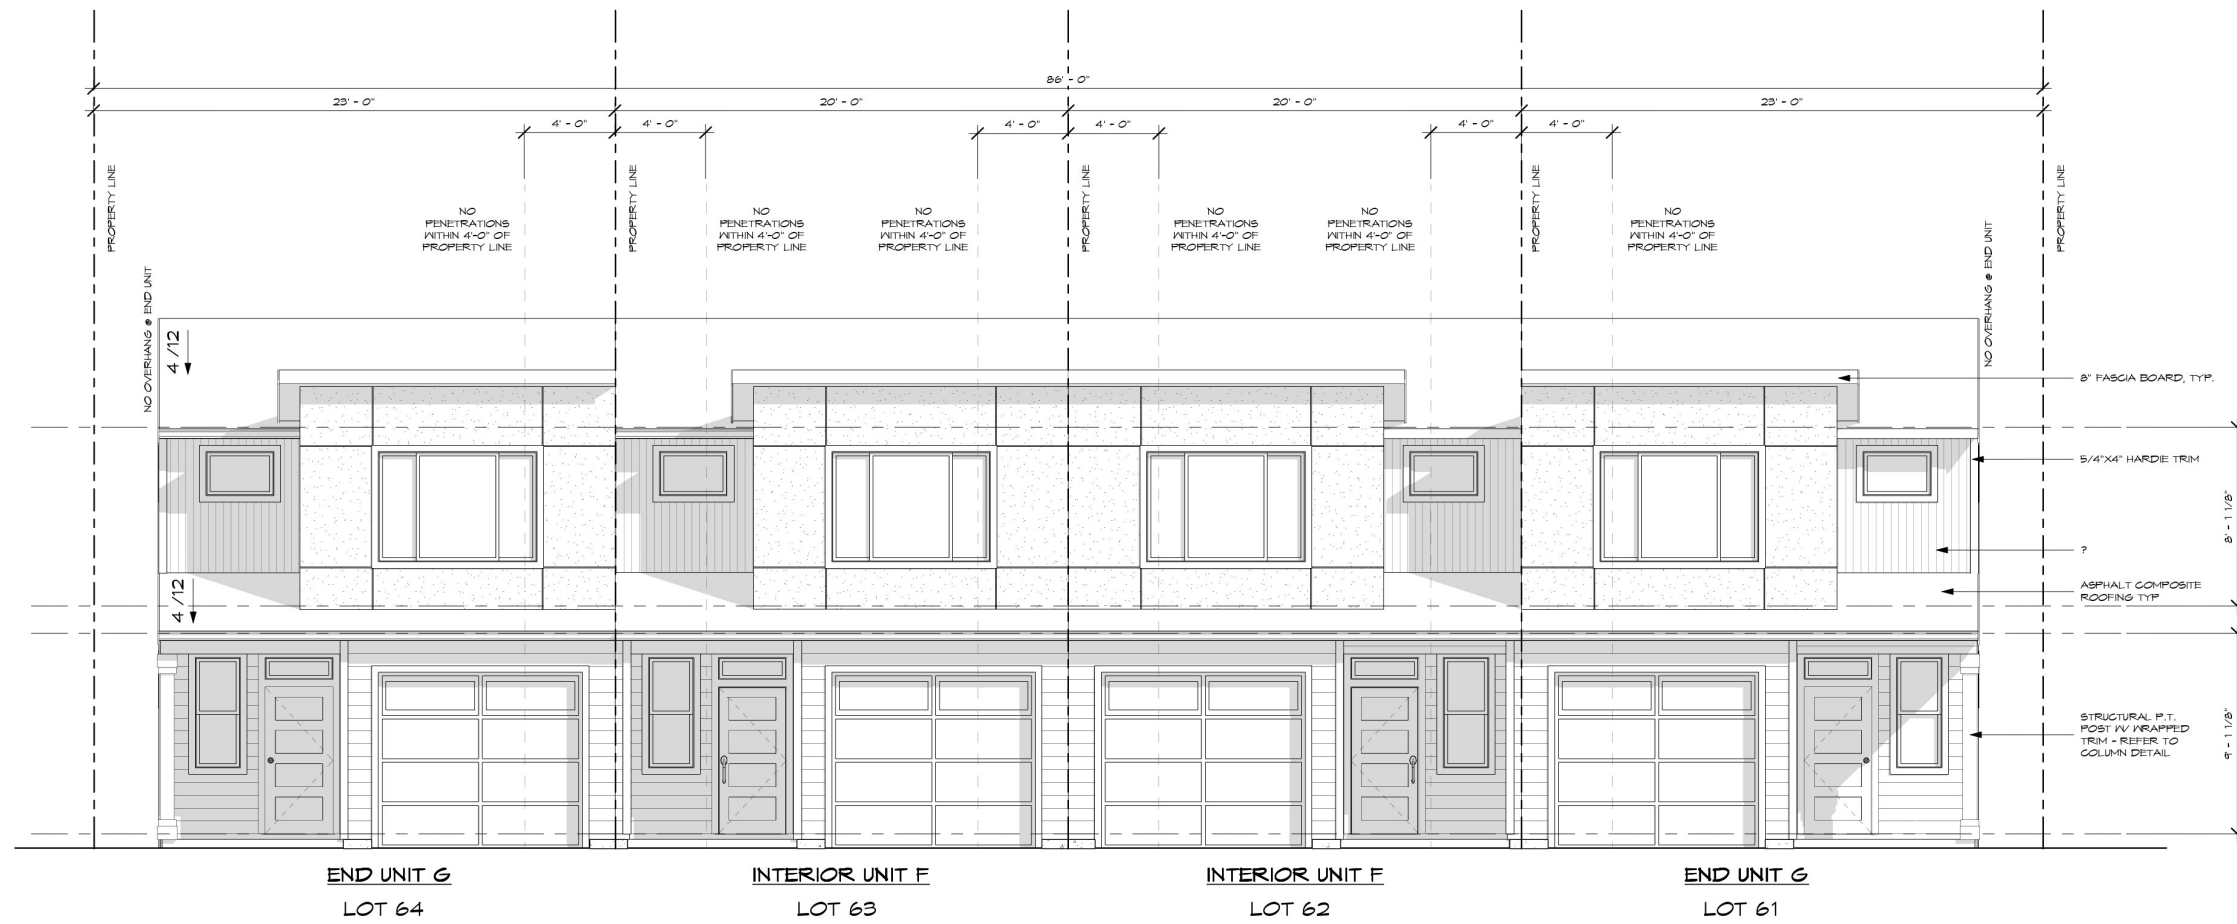 86' - 0"
23' - 0"
20' - 0"
20' - 0"
23' - 0"
4' - 0"
4' - 0"
4' - 0"
4' - 0"
4' - 0"
4' - 0"
PROPERTY LINE
PROPERTY LINE
PROPERTY LINE
PROPERTY LINE
PROPERTY LINE
NO
PENETRATIONS
WITHIN 4'-0" OF
PROPERTY LINE
NO
PENETRATIONS
WITHIN 4'-0" OF
PROPERTY LINE
NO
PENETRATIONS
WITHIN 4'-0" OF
PROPERTY LINE
NO
PENETRATIONS
WITHIN 4'-0" OF
PROPERTY LINE
NO
PENETRATIONS
WITHIN 4'-0" OF
PROPERTY LINE
NO
PENETRATIONS
WITHIN 4'-0" OF
PROPERTY LINE
NO OVERHANG @ END UNIT
NO OVERHANG @ END UNIT
4 /12
4 /12
8" FASCIA BOARD, TYP.
5/4"X4" HARDIE TRIM
8' - 1 1/8"
?
ASPHALT COMPOSITE
ROOFING TYP
STRUCTURAL P.T.
POST W/ WRAPPED
TRIM - REFER TO
COLUMN DETAIL
9' - 1 1/8"
END UNIT G
LOT 64
INTERIOR UNIT F
LOT 63
INTERIOR UNIT F
LOT 62
END UNIT G
LOT 61